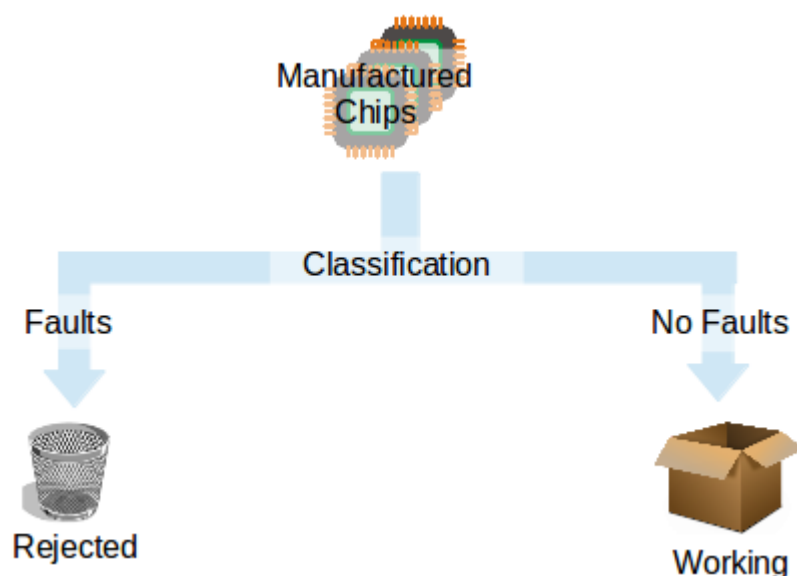 Manufactured
Chips
Classification
Faults
No Faults
Rejected
Working